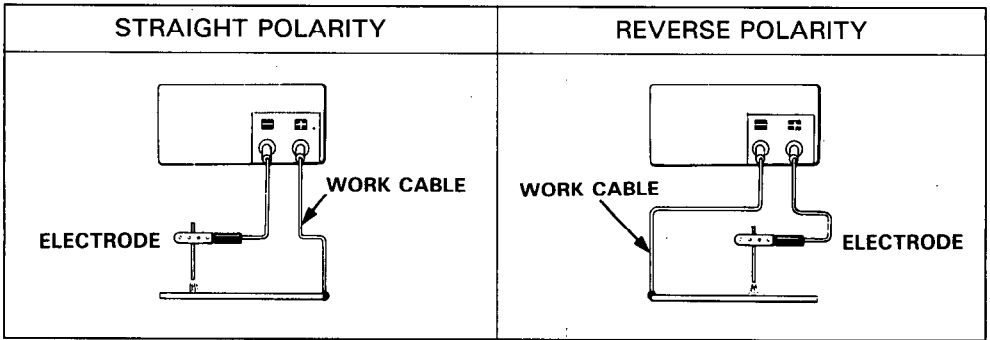 STRAIGHT POLARITY
REVERSE POLARITY
− +
WORK CABLE
ELECTRODE
− +
WORK CABLE
ELECTRODE